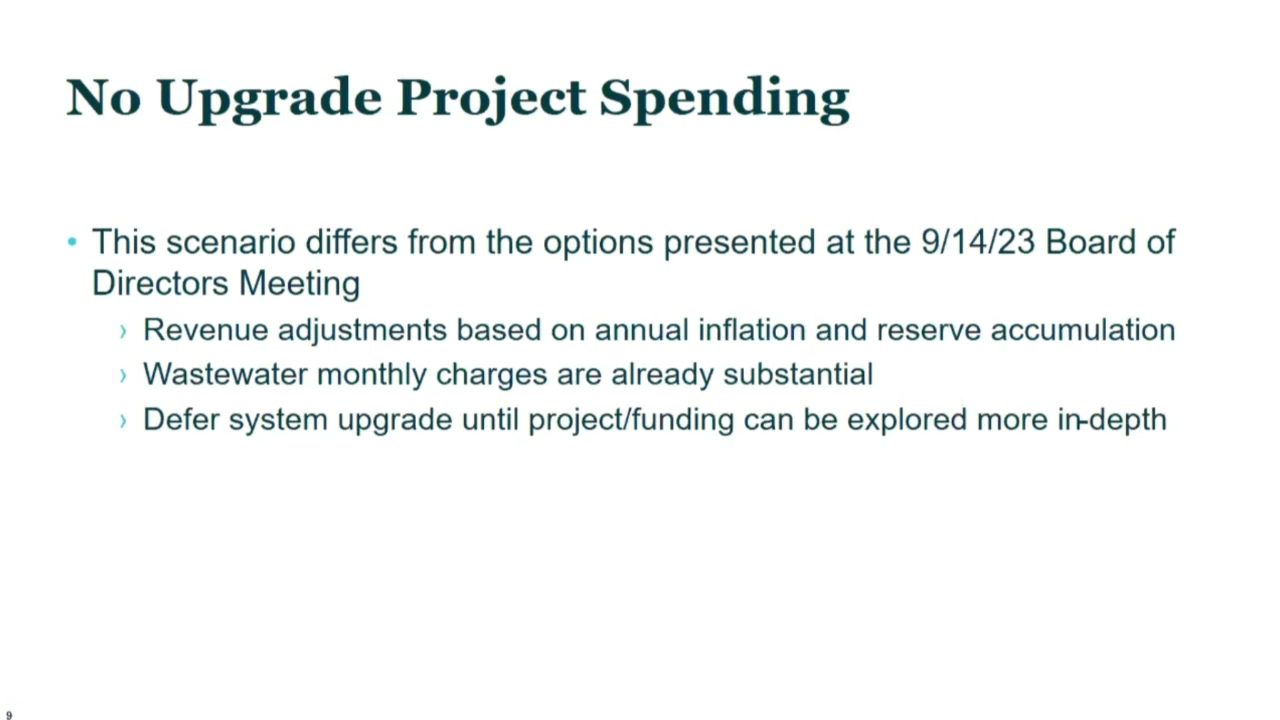 No Upgrade Project Spending
• This scenario differs from the options presented at the 9/14/23 Board of
Directors Meeting
› Revenue adjustments based on annual inflation and reserve accumulation
› Wastewater monthly charges are already substantial
› Defer system upgrade until project/funding can be explored more in-depth
9